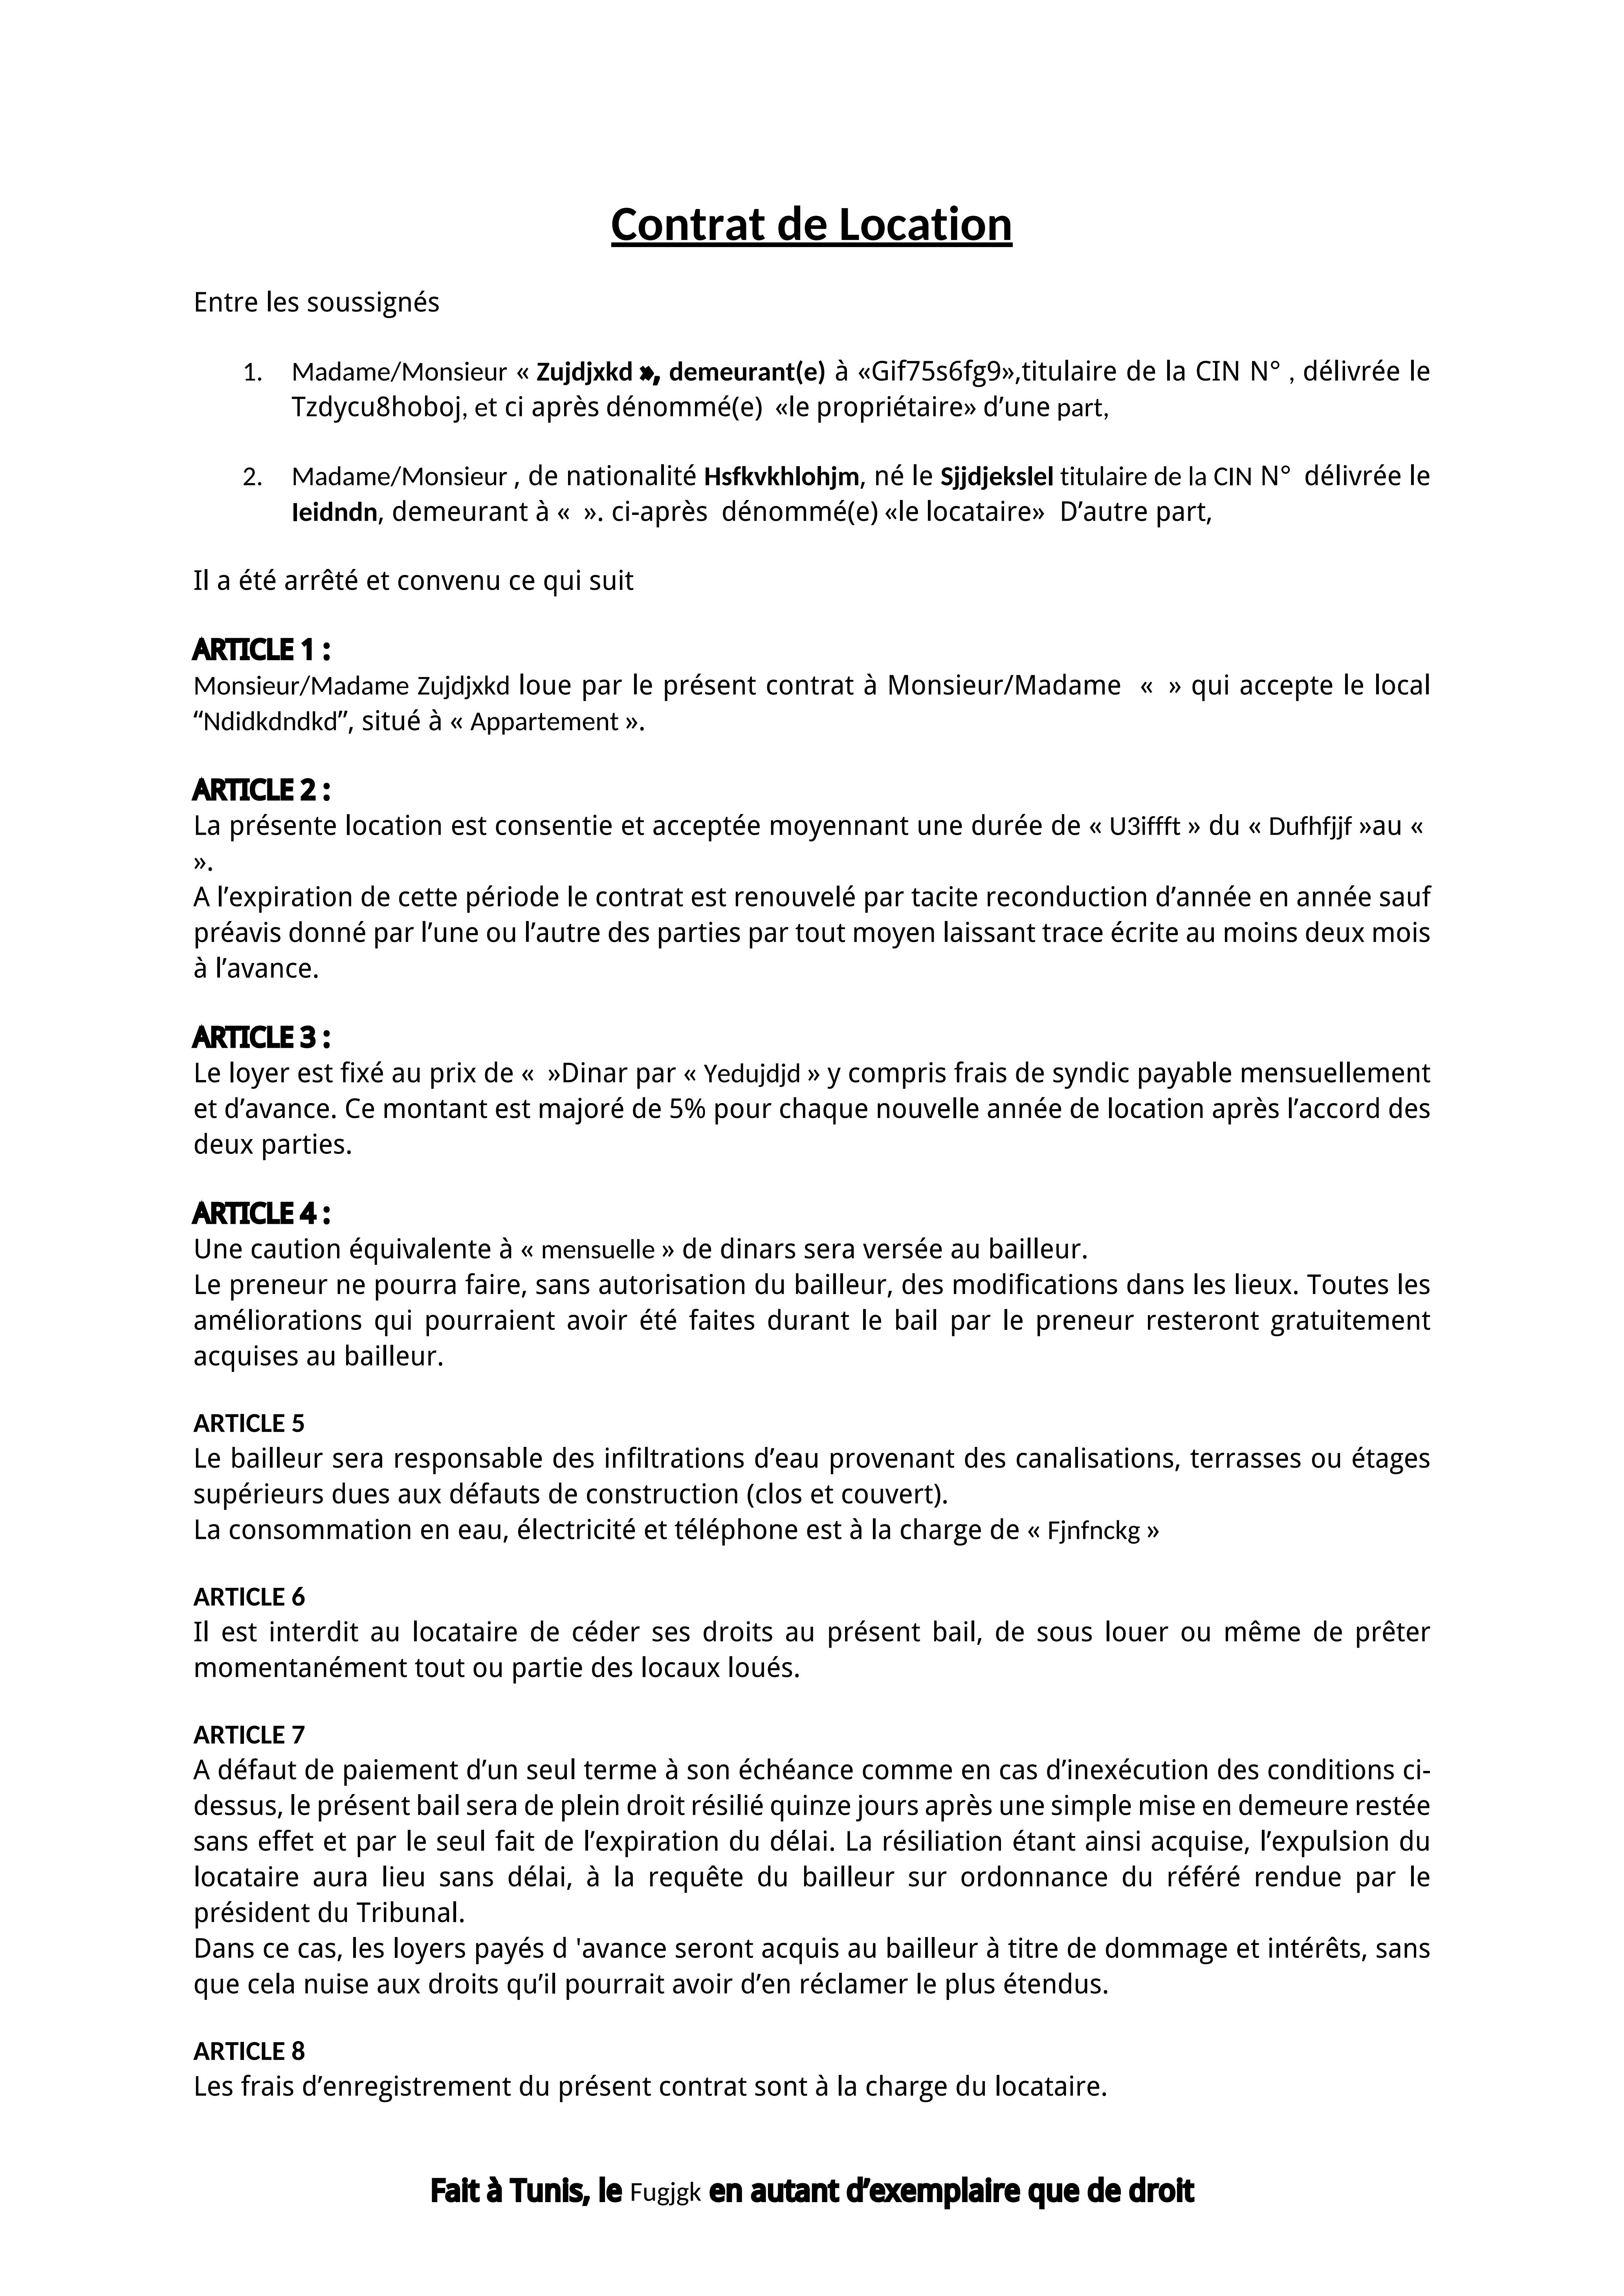 Contrat de Location
Entre les soussignés
1. Madame/Monsieur « Zujdjxkd », demeurant(e) à «Gif75s6fg9»,titulaire de la CIN N° , délivrée le
Tzdycu8hoboj, et ci après dénommé(e) «le propriétaire» d’une part,
2. Madame/Monsieur , de nationalité Hsfkvkhlohjm, né le Sjjdjekslel titulaire de la CIN N° délivrée le
Ieidndn, demeurant à « ». ci-après dénommé(e) «le locataire» D’autre part,
Il a été arrêté et convenu ce qui suit
ARTICLE 1 :
Monsieur/Madame Zujdjxkd loue par le présent contrat à Monsieur/Madame « » qui accepte le local
“Ndidkdndkd”, situé à « Appartement ».
ARTICLE 2 :
La présente location est consentie et acceptée moyennant une durée de « U3iffft » du « Dufhfjjf »au «
».
A l’expiration de cette période le contrat est renouvelé par tacite reconduction d’année en année sauf
préavis donné par l’une ou l’autre des parties par tout moyen laissant trace écrite au moins deux mois
à l’avance.
ARTICLE 3 :
Le loyer est fixé au prix de « »Dinar par « Yedujdjd » y compris frais de syndic payable mensuellement
et d’avance. Ce montant est majoré de 5% pour chaque nouvelle année de location après l’accord des
deux parties.
ARTICLE 4 :
Une caution équivalente à « mensuelle » de dinars sera versée au bailleur.
Le preneur ne pourra faire, sans autorisation du bailleur, des modifications dans les lieux. Toutes les
améliorations qui pourraient avoir été faites durant le bail par le preneur resteront gratuitement
acquises au bailleur.
ARTICLE 5
Le bailleur sera responsable des infiltrations d’eau provenant des canalisations, terrasses ou étages
supérieurs dues aux défauts de construction (clos et couvert).
La consommation en eau, électricité et téléphone est à la charge de « Fjnfnckg »
ARTICLE 6
Il est interdit au locataire de céder ses droits au présent bail, de sous louer ou même de prêter
momentanément tout ou partie des locaux loués.
ARTICLE 7
A défaut de paiement d’un seul terme à son échéance comme en cas d’inexécution des conditions ci-
dessus, le présent bail sera de plein droit résilié quinze jours après une simple mise en demeure restée
sans effet et par le seul fait de l’expiration du délai. La résiliation étant ainsi acquise, l’expulsion du
locataire aura lieu sans délai, à la requête du bailleur sur ordonnance du référé rendue par le
président du Tribunal.
Dans ce cas, les loyers payés d 'avance seront acquis au bailleur à titre de dommage et intérêts, sans
que cela nuise aux droits qu’il pourrait avoir d’en réclamer le plus étendus.
ARTICLE 8
Les frais d’enregistrement du présent contrat sont à la charge du locataire.
Fait à Tunis, le Fugjgk en autant d’exemplaire que de droit